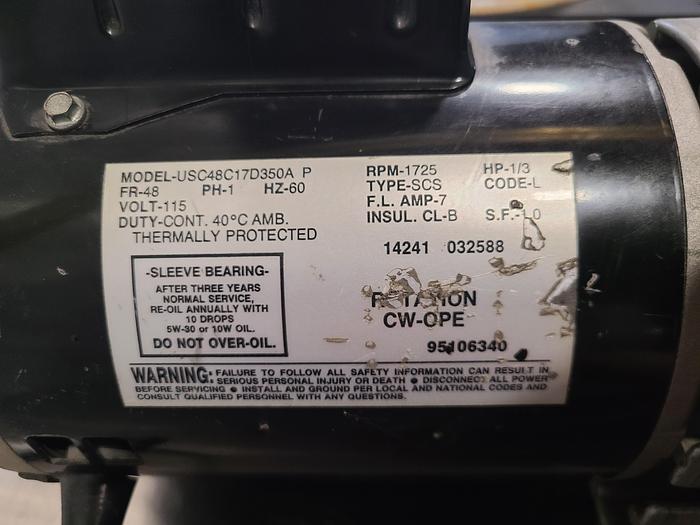 MODEL-USC48C17D350A P
FR-48 PH-1 HZ-60
VOLT-115
DUTY-CONT. 40°C AMB.
THERMALLY PROTECTED
RPM-1725 HP-1/3
TYPE-SCS CODE-L
F.L. AMP-7
INSUL. CL-B S.F.-1.0
14241 032588
-SLEEVE BEARING-
AFTER THREE YEARS
NORMAL SERVICE,
RE-OIL ANNUALLY WITH
10 DROPS
5W-30 or 10W OIL.
DO NOT OVER-OIL.
ROTATION
CW-OPE
95106340
WARNING: FAILURE TO FOLLOW ALL SAFETY INFORMATION CAN RESULT IN
SERIOUS PERSONAL INJURY OR DEATH ● DISCONNECT ALL POWER
BEFORE SERVICING ● INSTALL AND GROUND PER LOCAL AND NATIONAL CODES AND
CONSULT QUALIFIED PERSONNEL WITH ANY QUESTIONS.